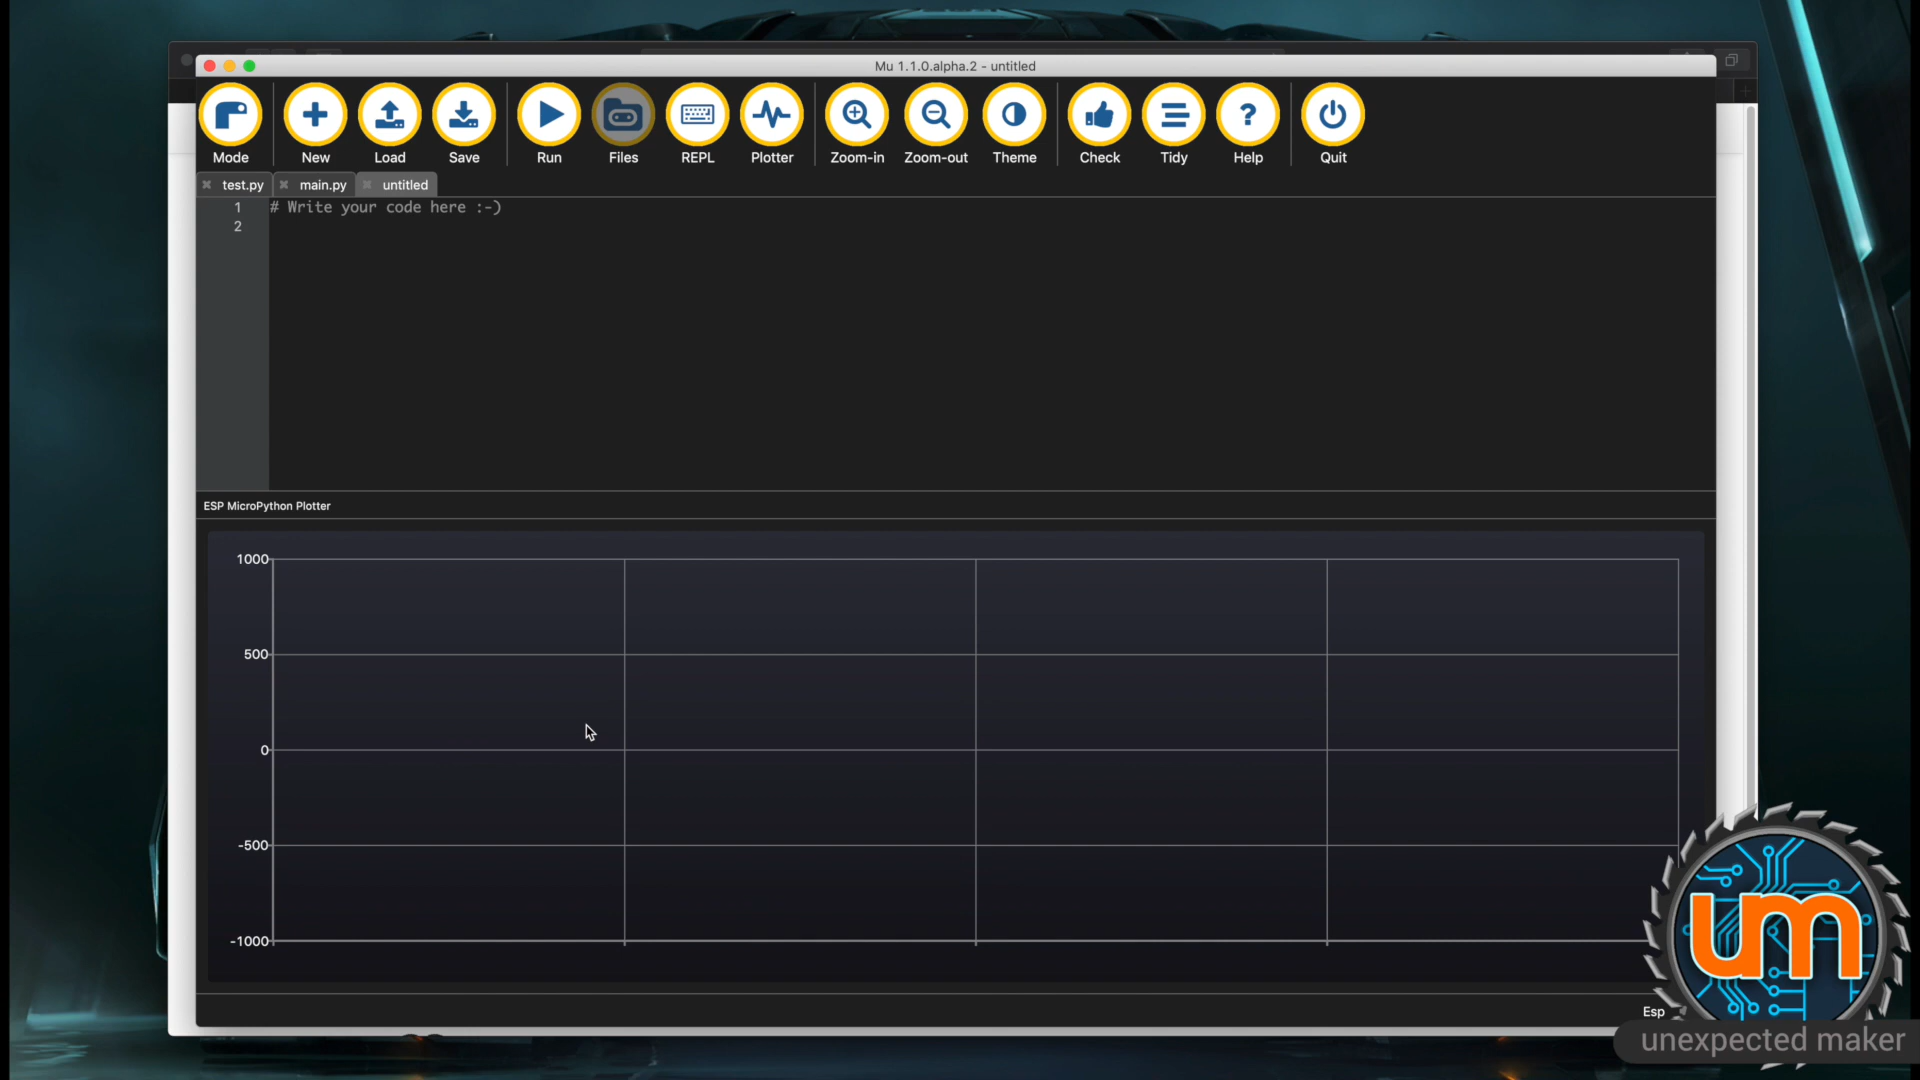 Mu 1.1.0.alpha.2 - untitled
Mode New Load Save Run Files REPL Plotter Zoom-in Zoom-out Theme Check Tidy Help Quit
test.py main.py untitled
1 # Write your code here :-)
2
ESP MicroPython Plotter
1000
500
0
-500
-1000
um
Esp
unexpected maker